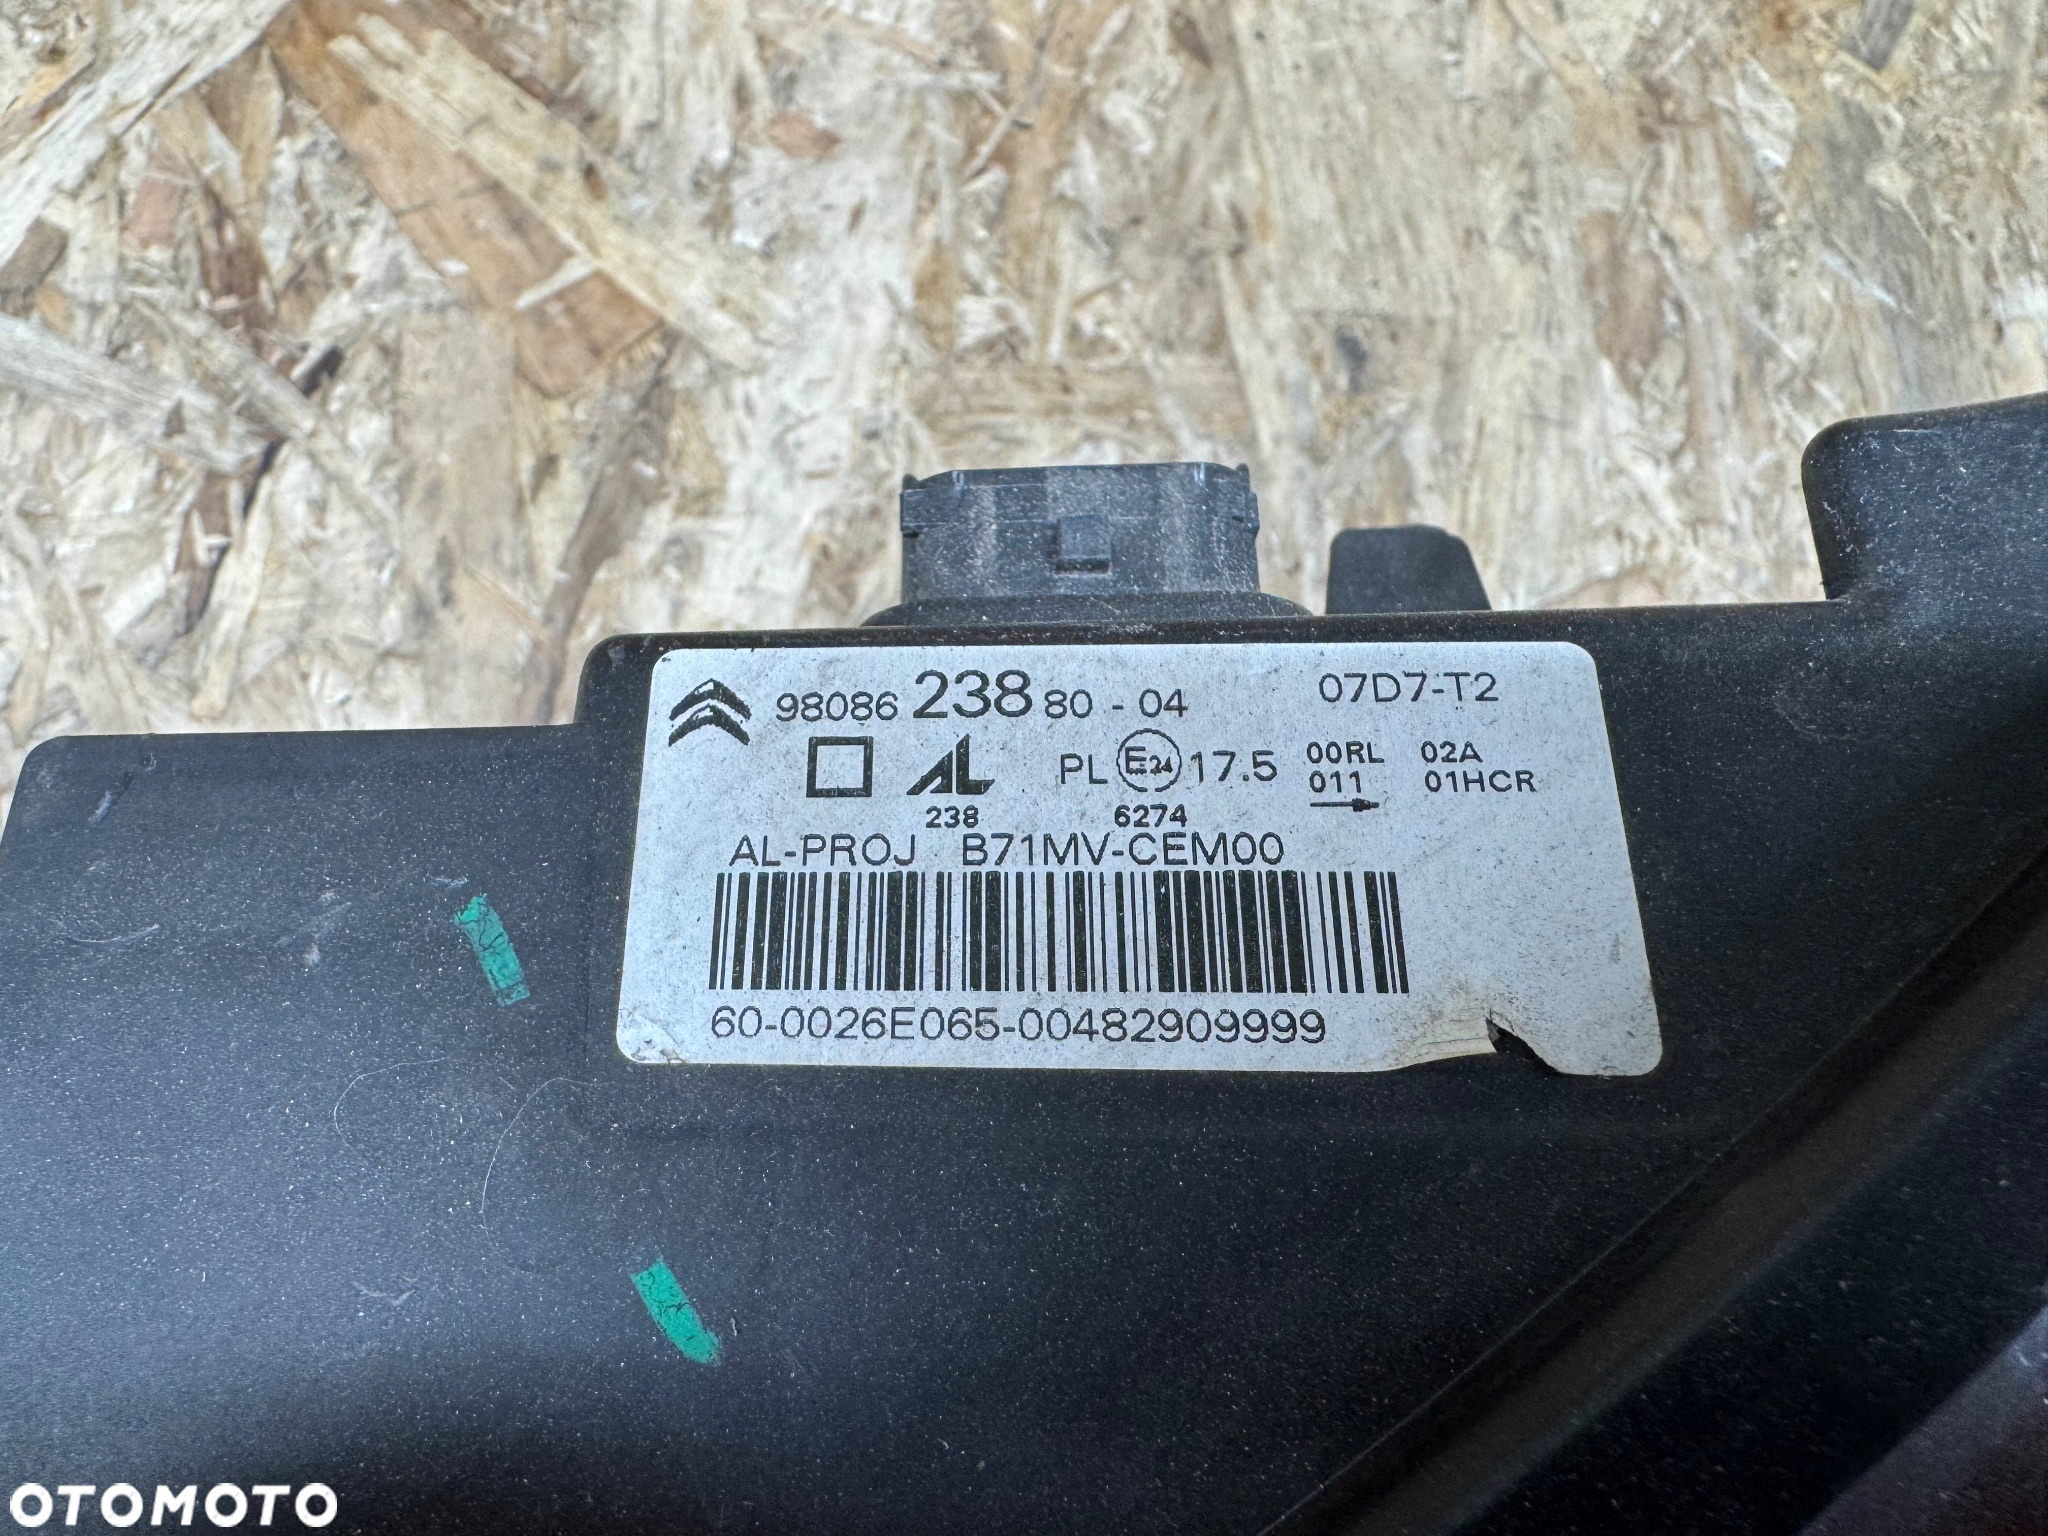 98086 238 80 - 04 07D7-T2
AL PL E24 17.5 00RL 02A
011 01HCR
238 6274
AL-PROJ B71MV-CEM00
60-0026E065-00482909999
OTOMOTO